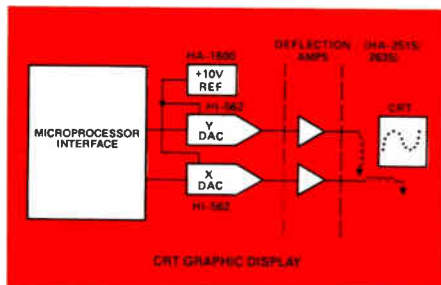 DEFLECTION AMPS
(HA-2515/
2635)
HA-1600
+10V
REF
HI-562
CRT
MICROPROCESSOR
INTERFACE
Y
DAC
X
DAC
HI-562
CRT GRAPHIC DISPLAY